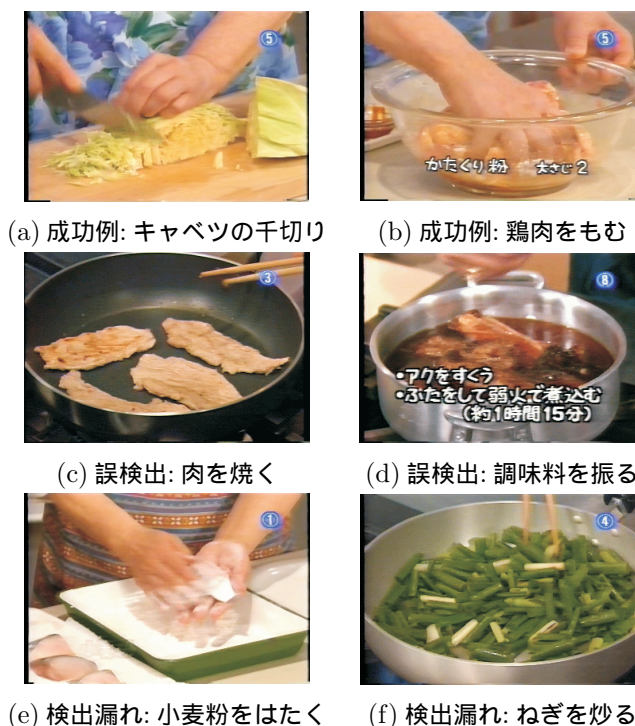 ⑤
⑤
かたくり粉 大さじ2
(a) 成功例: キャベツの千切り
(b) 成功例: 鶏肉をもむ
③
⑧
・アクをすくう
・ふたをして弱火で煮込む
(約1時間15分)
(c) 誤検出: 肉を焼く
(d) 誤検出: 調味料を振る
①
④
(e) 検出漏れ: 小麦粉をはたく
(f) 検出漏れ: ねぎを炒る